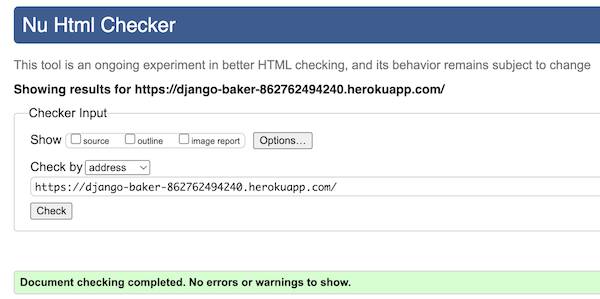 Nu Html Checker
This tool is an ongoing experiment in better HTML checking, and its behavior remains subject to change
Showing results for https://django-baker-862762494240.herokuapp.com/
Checker Input
Show source outline image report Options...
Check by address
https://django-baker-862762494240.herokuapp.com/
Check
Document checking completed. No errors or warnings to show.